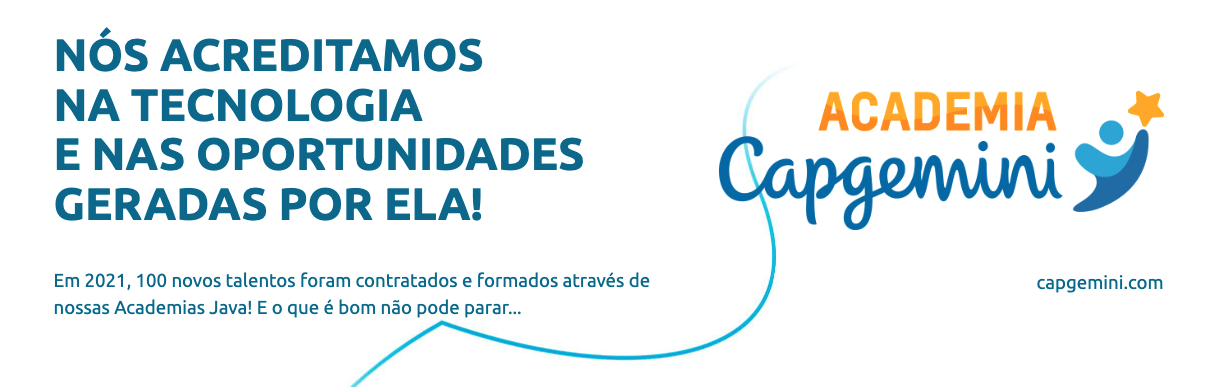 NÓS ACREDITAMOS
NA TECNOLOGIA
E NAS OPORTUNIDADES
GERADAS POR ELA!
Em 2021, 100 novos talentos foram contratados e formados através de
nossas Academias Java! E o que é bom não pode parar...
ACADEMIA
Capgemini
capgemini.com